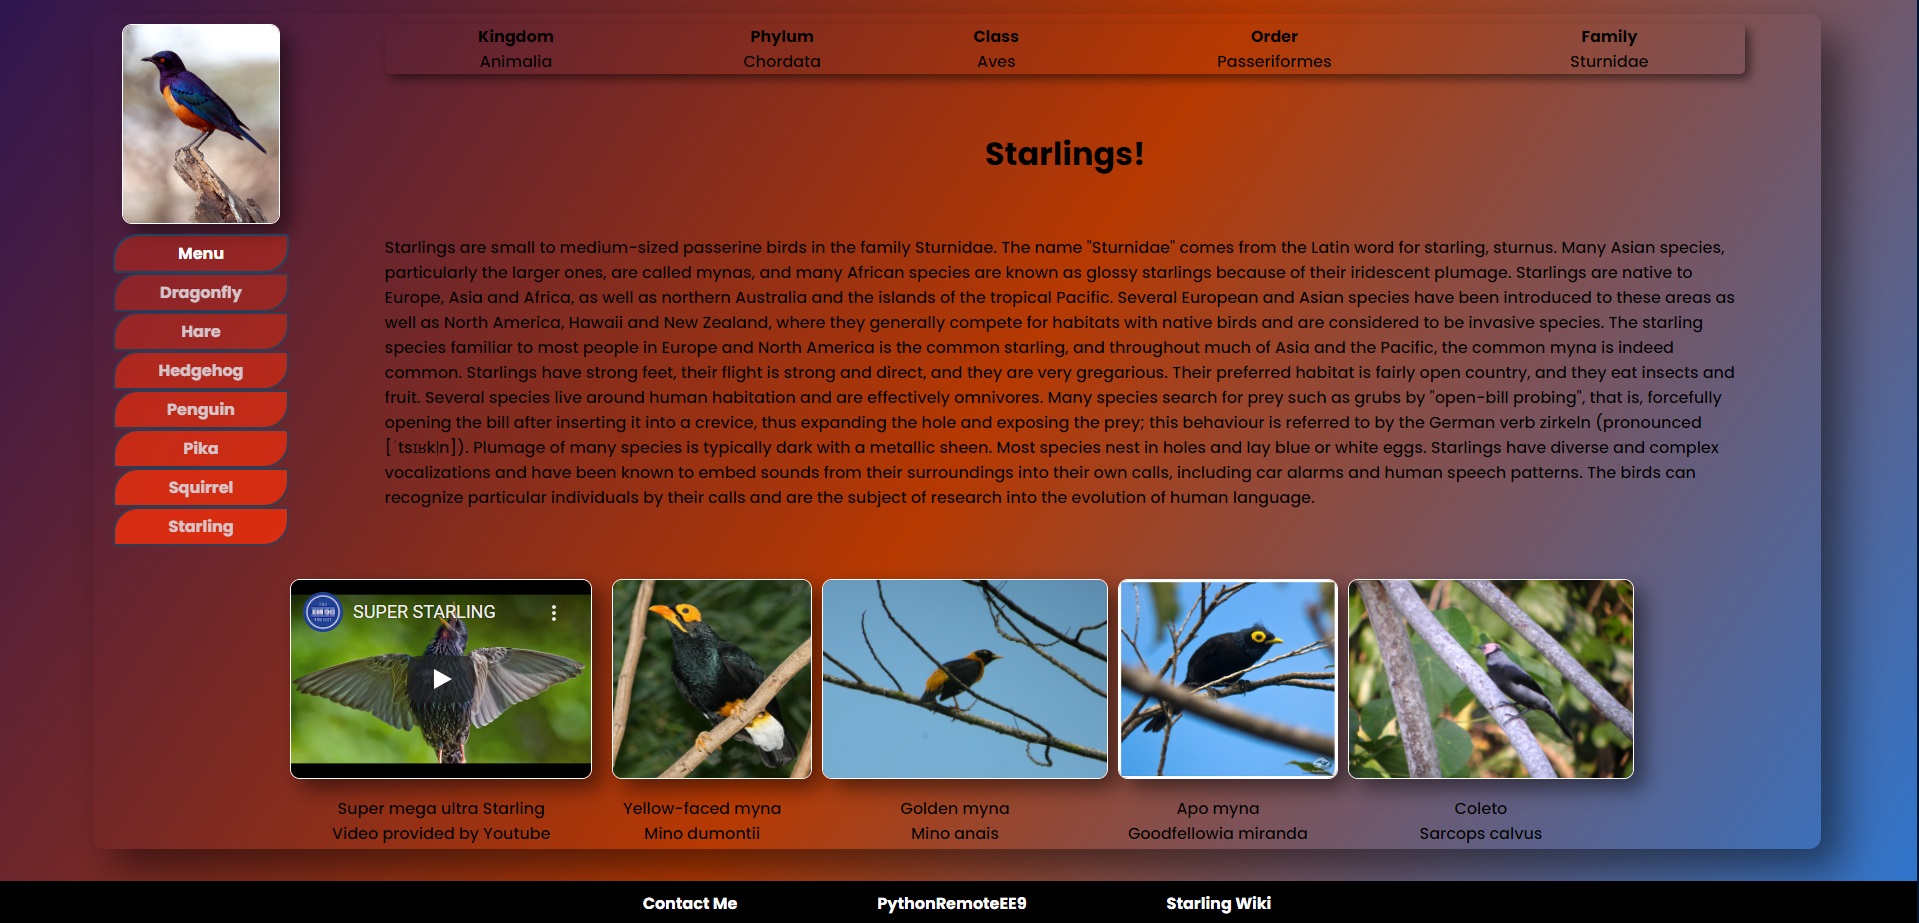 Kingdom Phylum Class Order Family
Animalia Chordata Aves Passeriformes Sturnidae
Starlings!
Menu
Dragonfly
Hare
Hedgehog
Penguin
Pika
Squirrel
Starling
Starlings are small to medium-sized passerine birds in the family Sturnidae. The name "Sturnidae" comes from the Latin word for starling, sturnus. Many Asian species,
particularly the larger ones, are called mynas, and many African species are known as glossy starlings because of their iridescent plumage. Starlings are native to
Europe, Asia and Africa, as well as northern Australia and the islands of the tropical Pacific. Several European and Asian species have been introduced to these areas as
well as North America, Hawaii and New Zealand, where they generally compete for habitats with native birds and are considered to be invasive species. The starling
species familiar to most people in Europe and North America is the common starling, and throughout much of Asia and the Pacific, the common myna is indeed
common. Starlings have strong feet, their flight is strong and direct, and they are very gregarious. Their preferred habitat is fairly open country, and they eat insects and
fruit. Several species live around human habitation and are effectively omnivores. Many species search for prey such as grubs by "open-bill probing", that is, forcefully
opening the bill after inserting it into a crevice, thus expanding the hole and exposing the prey; this behaviour is referred to by the German verb zirkeln (pronounced
[ˈtsɪʁkl̩n]). Plumage of many species is typically dark with a metallic sheen. Most species nest in holes and lay blue or white eggs. Starlings have diverse and complex
vocalizations and have been known to embed sounds from their surroundings into their own calls, including car alarms and human speech patterns. The birds can
recognize particular individuals by their calls and are the subject of research into the evolution of human language.
SUPER STARLING
Super mega ultra Starling
Video provided by Youtube
Yellow-faced myna
Mino dumontii
Golden myna
Mino anais
Apo myna
Goodfellowia miranda
Coleto
Sarcops calvus
Contact Me PythonRemoteEE9 Starling Wiki